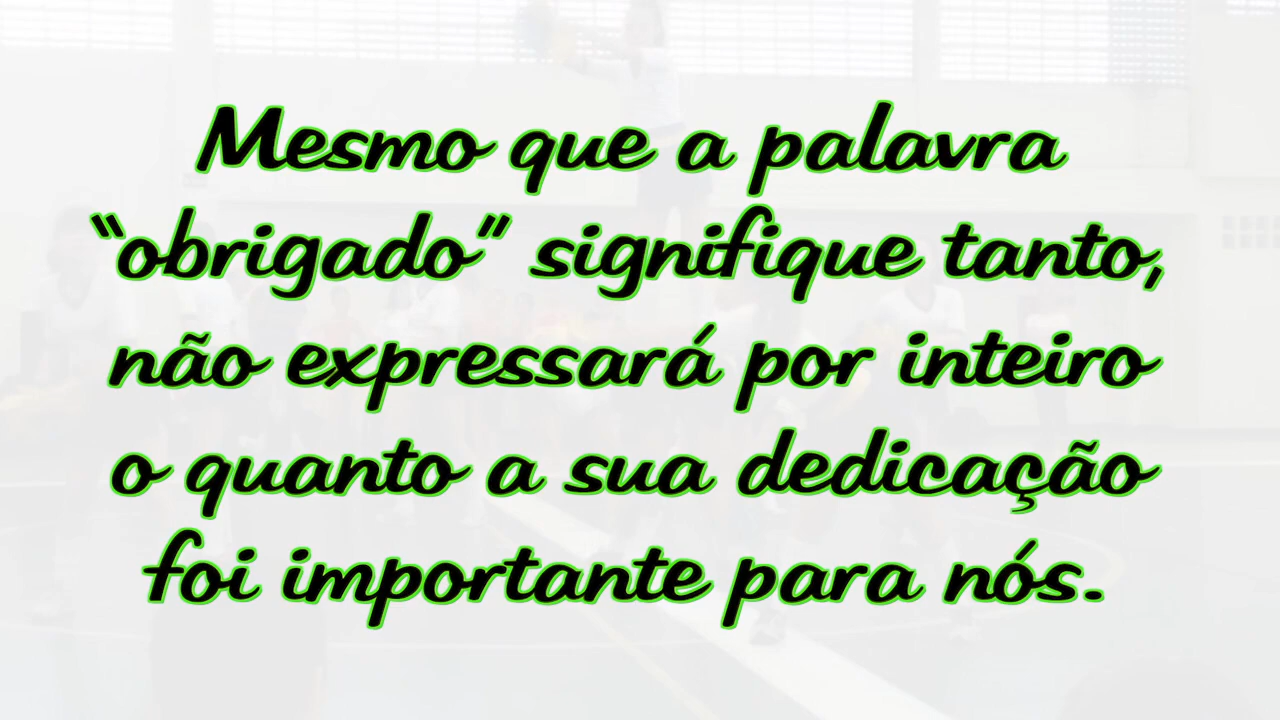 Mesmo que a palavra
“obrigado” signifique tanto,
não expressará por inteiro
o quanto a sua dedicação
foi importante para nós.